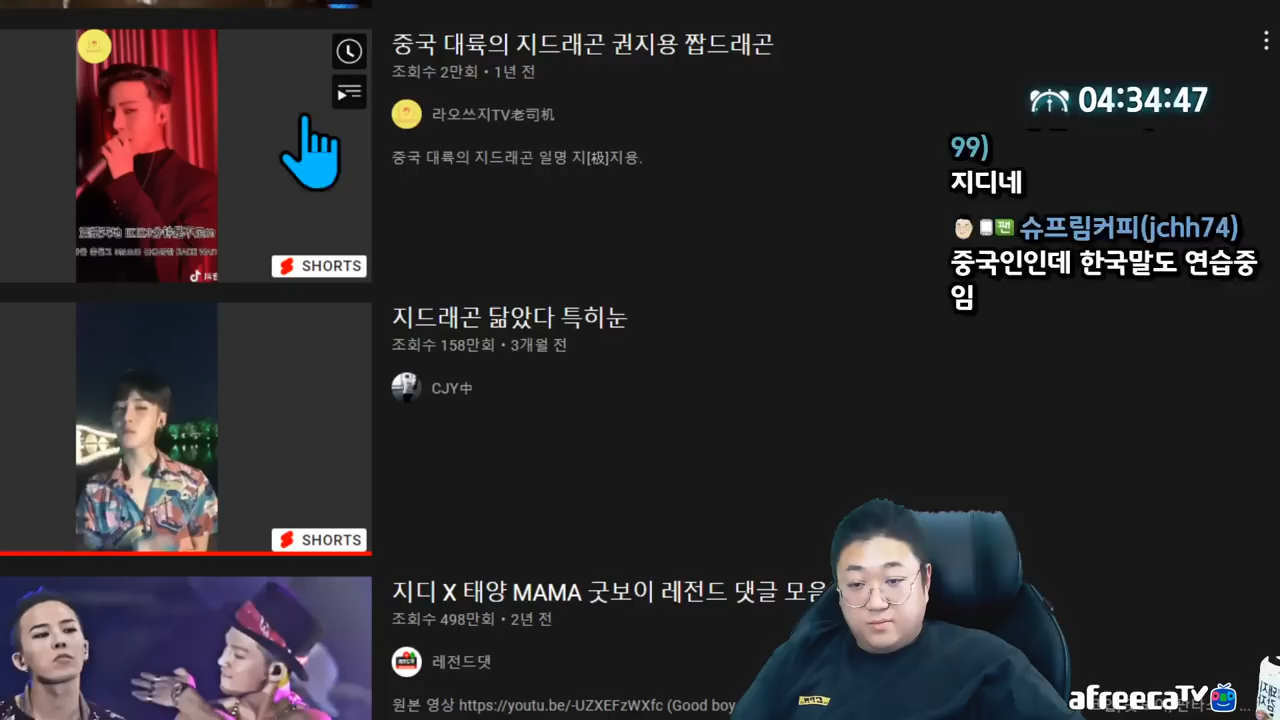 중국 대륙의 지드래곤 권지용 짭드래곤
조회수 2만회 • 1년 전
라오쓰지TV老司机
중국 대륙의 지드래곤 일명 지[极]지용.
SHORTS
04:34:47
99)
지디네
슈프림커피(jchh74)
중국인인데 한국말도 연습중
임
지드래곤 닮았다 특히눈
조회수 158만회 • 3개월 전
CJY中
SHORTS
지디 X 태양 MAMA 굿보이 레전드 댓글 모음
조회수 498만회 • 2년 전
레전드댓
원본 영상 https://youtu.be/-UZXEFzWXfc (Good boy
afreecaTV